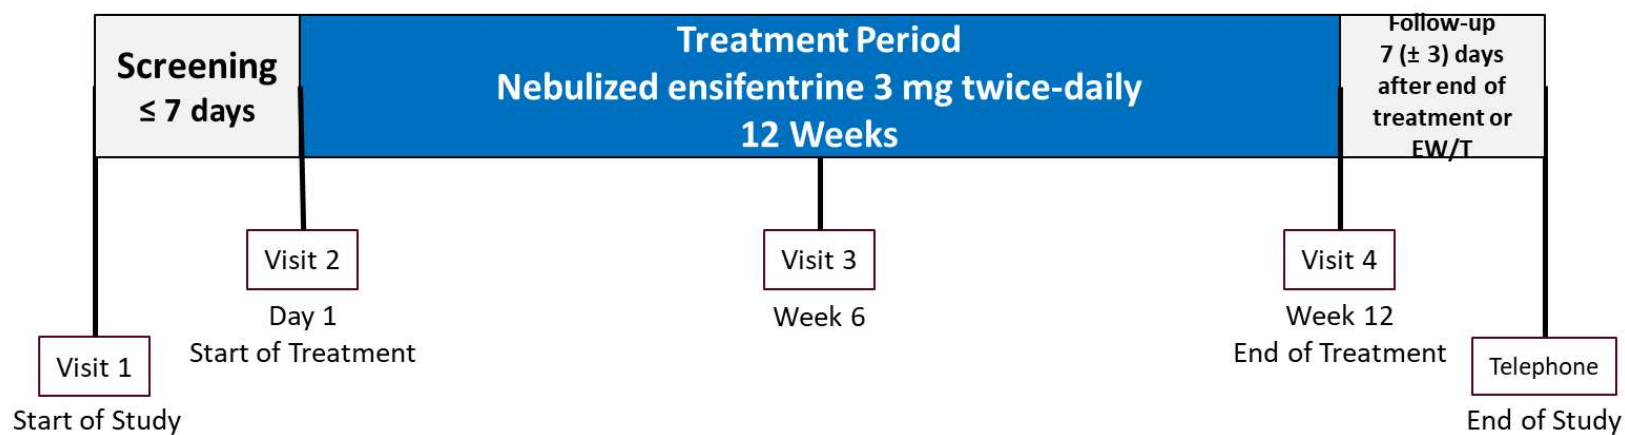 Screening
≤ 7 days
Treatment Period
Nebulized ensifentrine 3 mg twice-daily
12 Weeks
Follow-up
7 (± 3) days
after end of
treatment or
EW/T
Visit 1
Start of Study
Visit 2
Day 1
Start of Treatment
Visit 3
Week 6
Visit 4
Week 12
End of Treatment
Telephone
End of Study